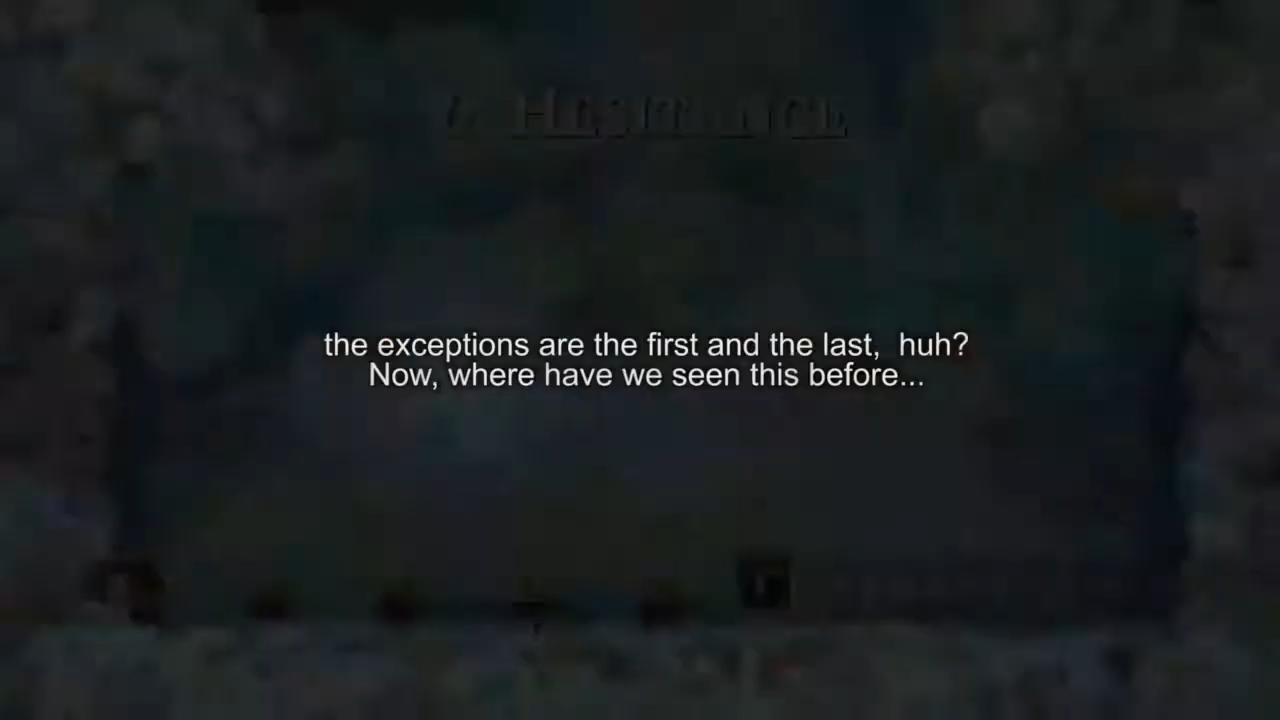 the exceptions are the first and the last,  huh?
Now, where have we seen this before...